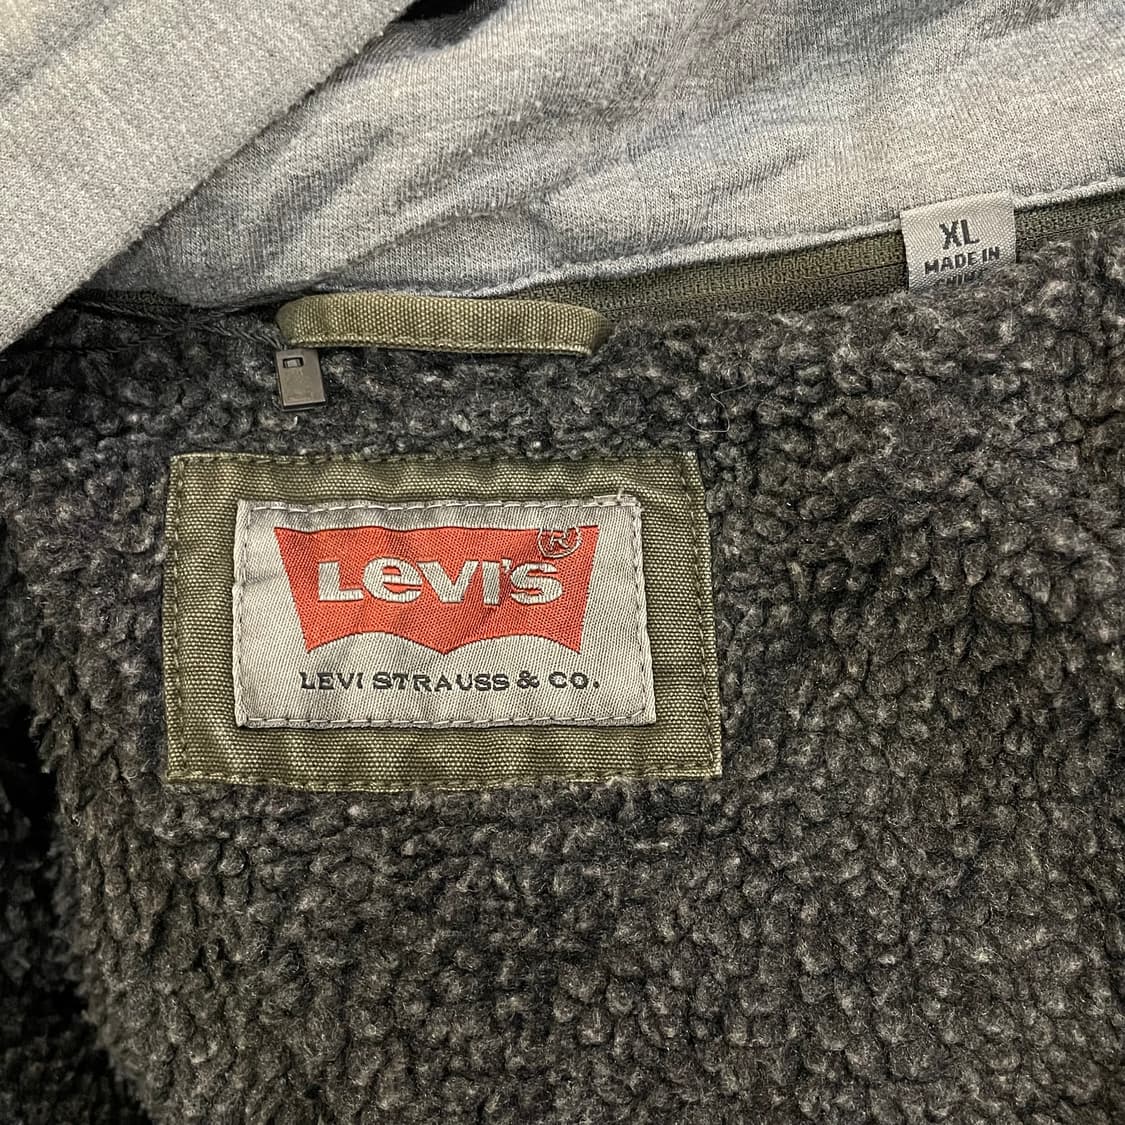 XL
MADE IN
LEVI'S
®
LEVI STRAUSS & CO.